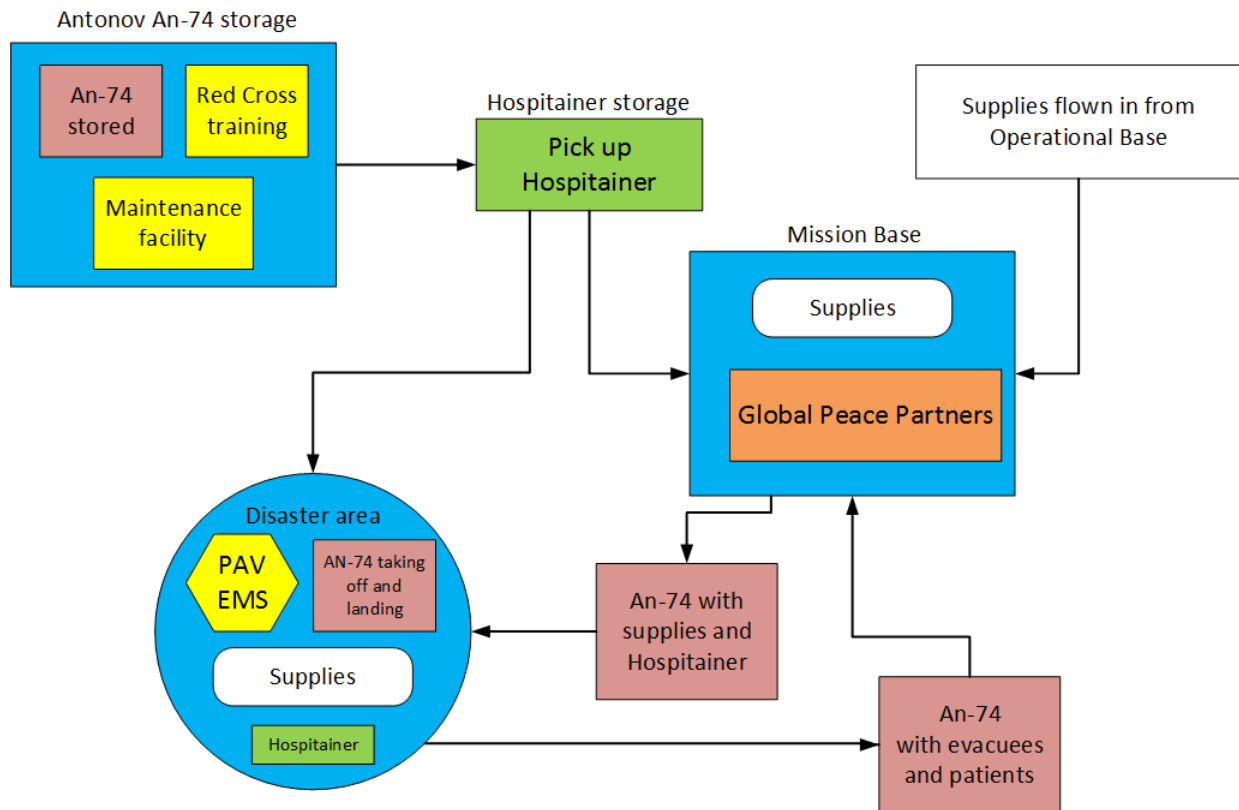 Antonov An-74 storage
An-74
stored
Red Cross
training
Maintenance
facility
Hospitainer storage
Pick up
Hospitainer
Supplies flown in from
Operational Base
Mission Base
Supplies
Global Peace Partners
Disaster area
PAV
EMS
AN-74 taking
off and
landing
Supplies
Hospitainer
An-74 with
supplies and
Hospitainer
An-74
with evacuees
and patients